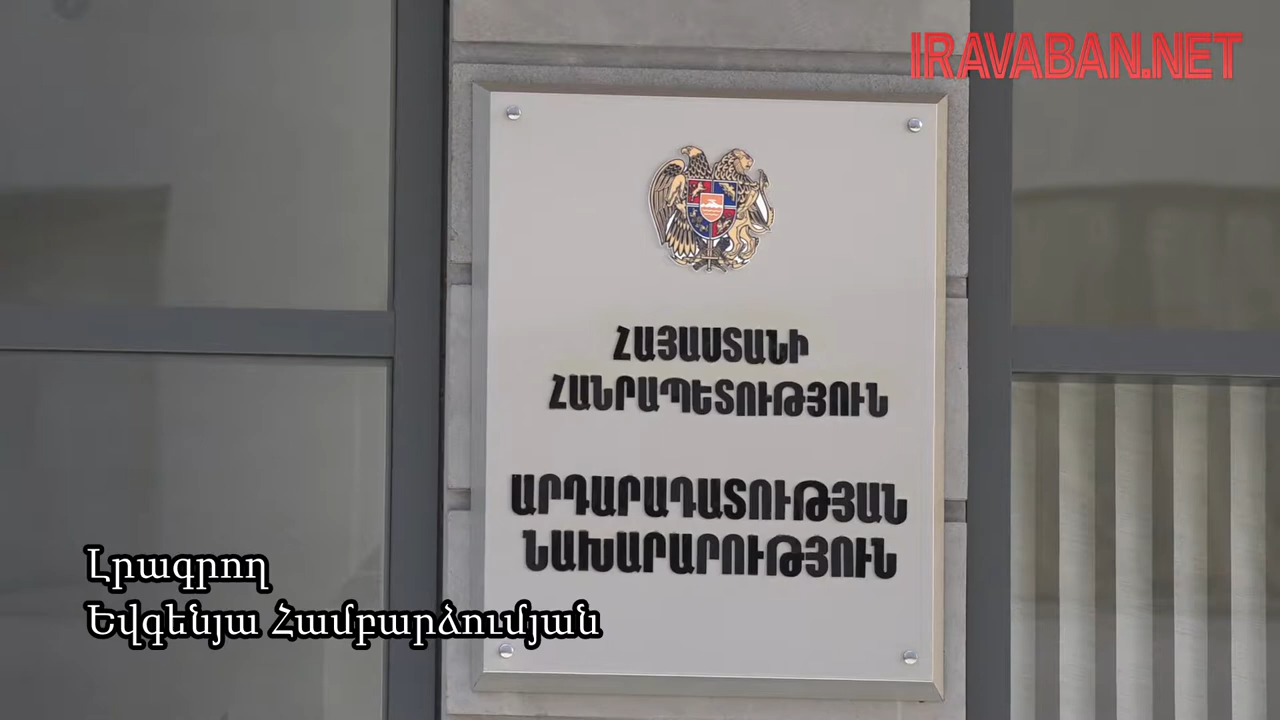 IRAVABAN.NET
ՀԱՅԱՍՏԱՆԻ
ՀԱՆՐԱՊԵՏՈՒԹՅՈՒՆ
ԱՐԴԱՐԱԴԱՏՈՒԹՅԱՆ
ՆԱԽԱՐԱՐՈՒԹՅՈՒՆ
Լրագրող
Եվգենյա Համբարձումյան